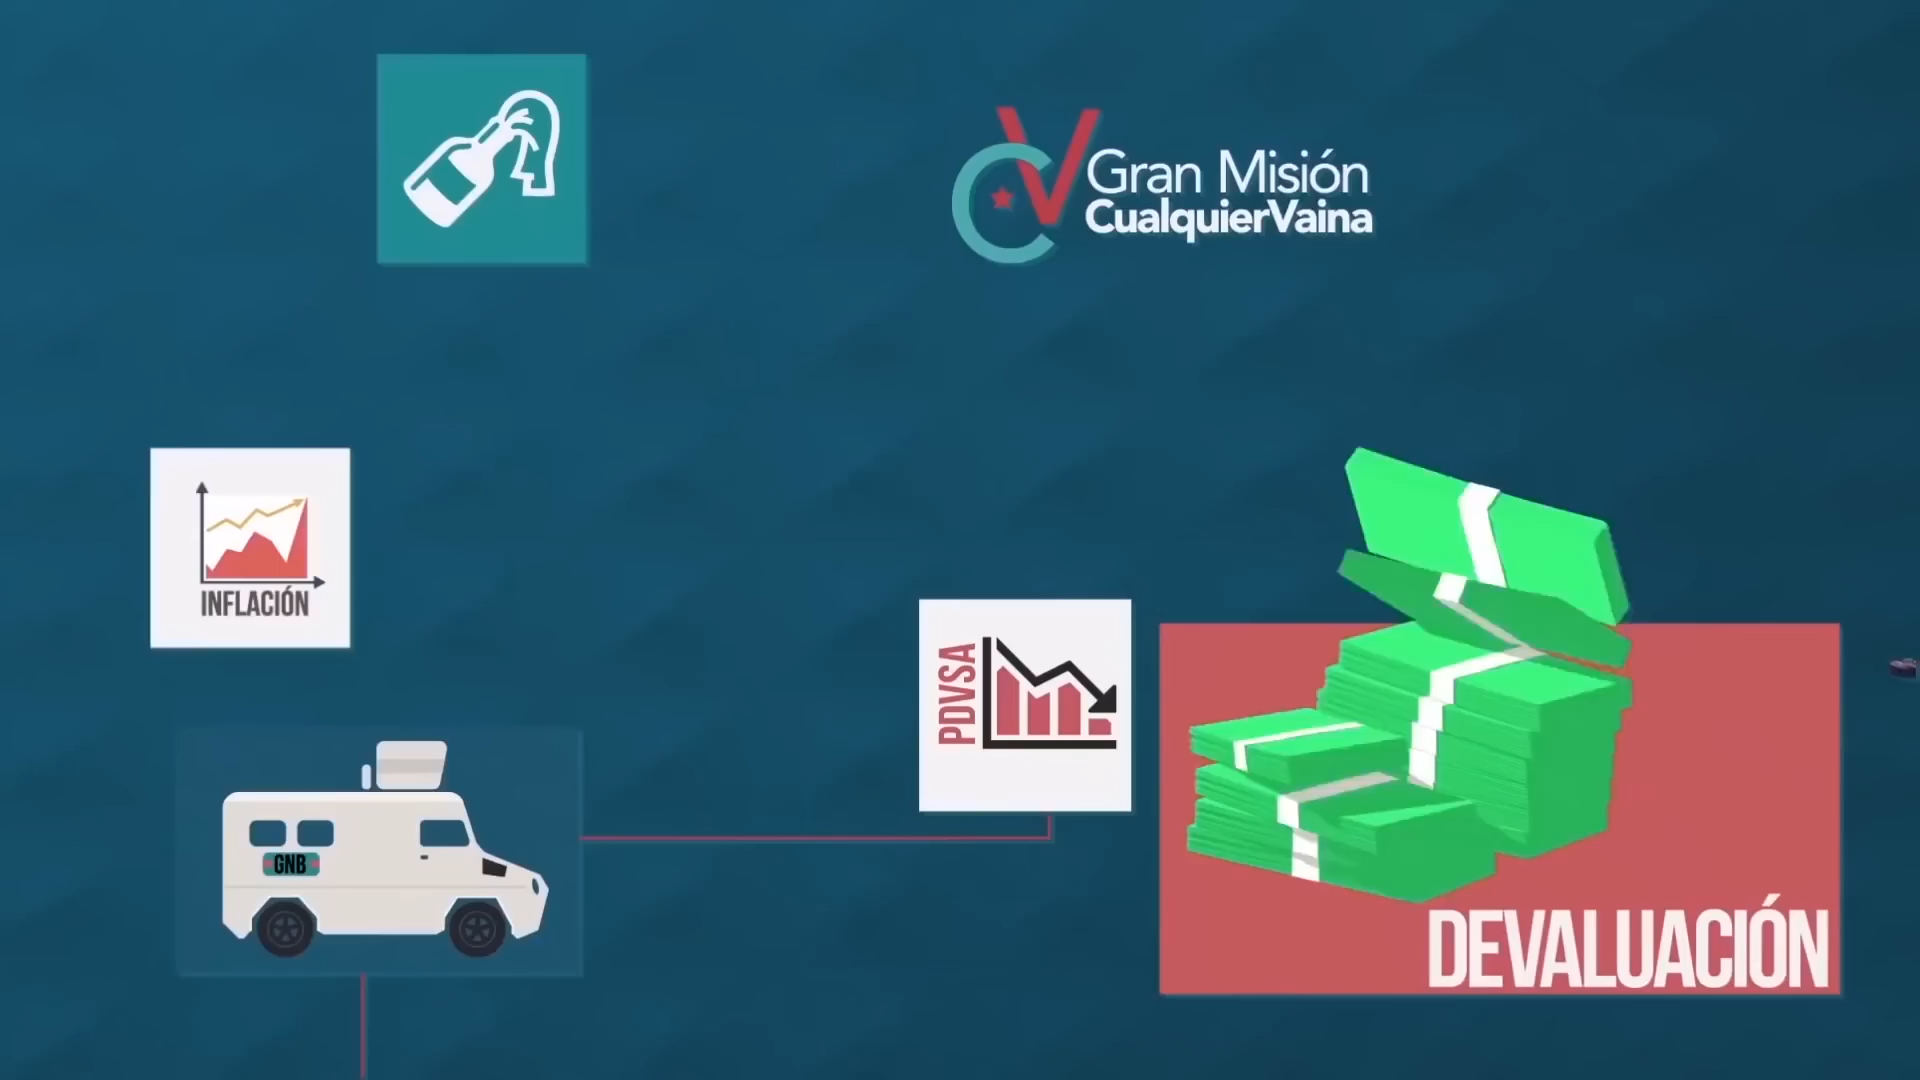 Gran Misión
CualquierVaina
INFLACIÓN
PDVSA
GNB
DEVALUACIÓN